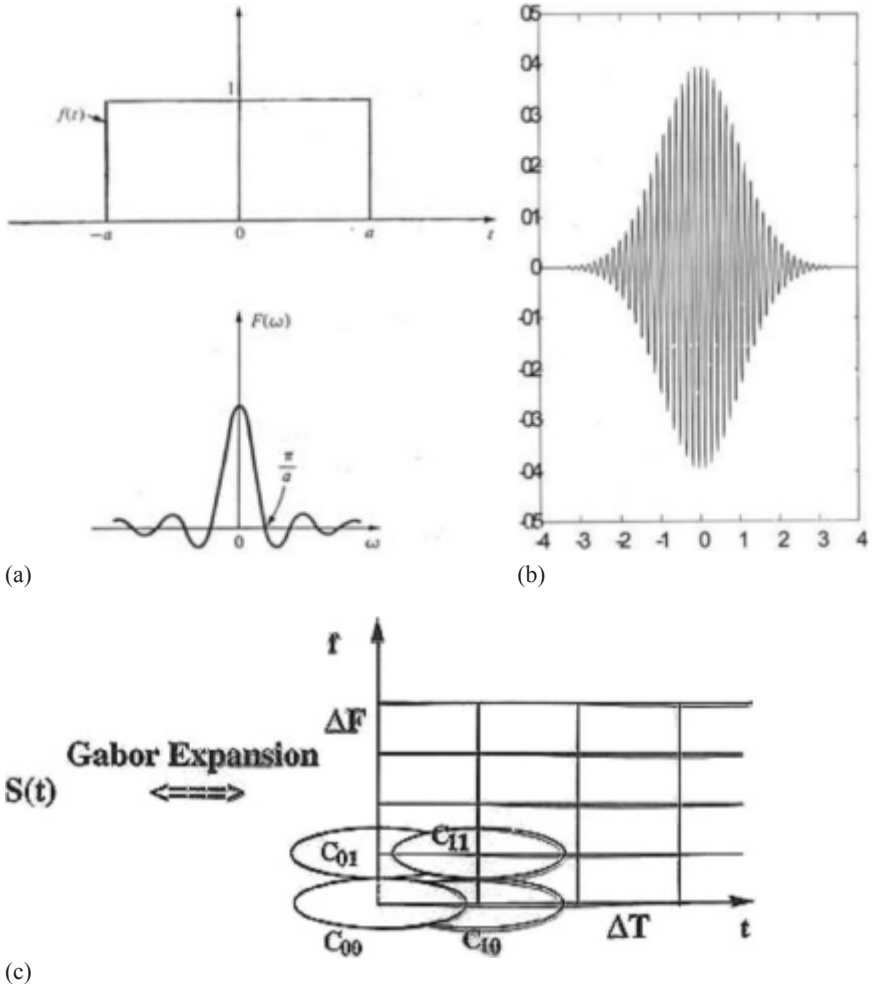 1
f(t)
−a 0 a t
F(ω)
π
a
0 ω
(a)
05
04
03
02
01
0
-01
-02
-03
-04
-05
-4 -3 -2 -1 0 1 2 3 4
(b)
f
ΔF
Gabor Expansion
S(t) <===>
C01 C11
C00 C10
ΔT t
(c)